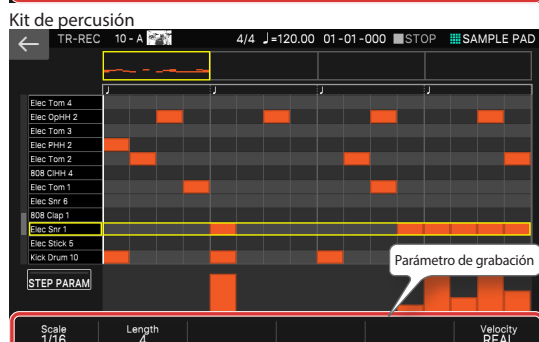 Kit de percusión
TR-REC 10 - A 4/4 ♩=120.00 01-01-000 STOP SAMPLE PAD
Elec Tom 4
Elec OpHH 2
Elec Tom 3
Elec PHH 2
Elec Tom 2
808 ClHH 4
Elec Tom 1
Elec Snr 6
808 Clap 1
Elec Snr 1
Elec Stick 5
Kick Drum 10
Parámetro de grabación
STEP PARAM
Scale Length Velocity
1/16 4 REAL